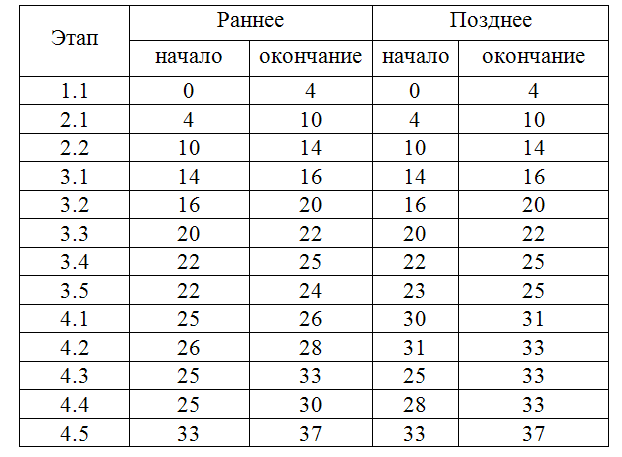 Этап Раннее Позднее
начало окончание начало окончание
1.1 0 4 0 4
2.1 4 10 4 10
2.2 10 14 10 14
3.1 14 16 14 16
3.2 16 20 16 20
3.3 20 22 20 22
3.4 22 25 22 25
3.5 22 24 23 25
4.1 25 26 30 31
4.2 26 28 31 33
4.3 25 33 25 33
4.4 25 30 28 33
4.5 33 37 33 37